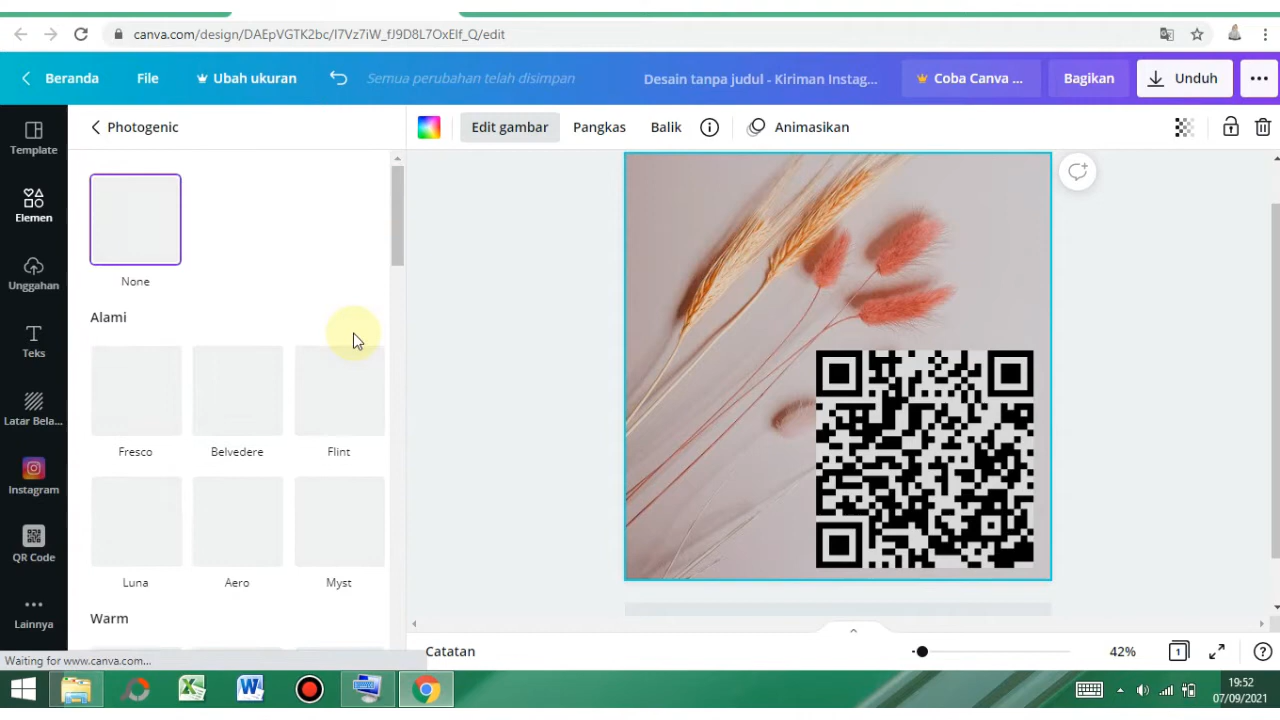 canva.com/design/DAEpVGTK2bc/I7Vz7iW_fJ9D8L7OxElf_Q/edit
Beranda
File
Ubah ukuran
Semua perubahan telah disimpan
Desain tanpa judul - Kiriman Instag...
Coba Canva ...
Bagikan
Unduh
Template
Elemen
Unggahan
Teks
Latar Bela...
Instagram
QR Code
Lainnya
Photogenic
None
Alami
Fresco
Belvedere
Flint
Luna
Aero
Myst
Warm
Edit gambar
Pangkas
Balik
Animasikan
Catatan
42%
1
Waiting for www.canva.com...
19:52
07/09/2021